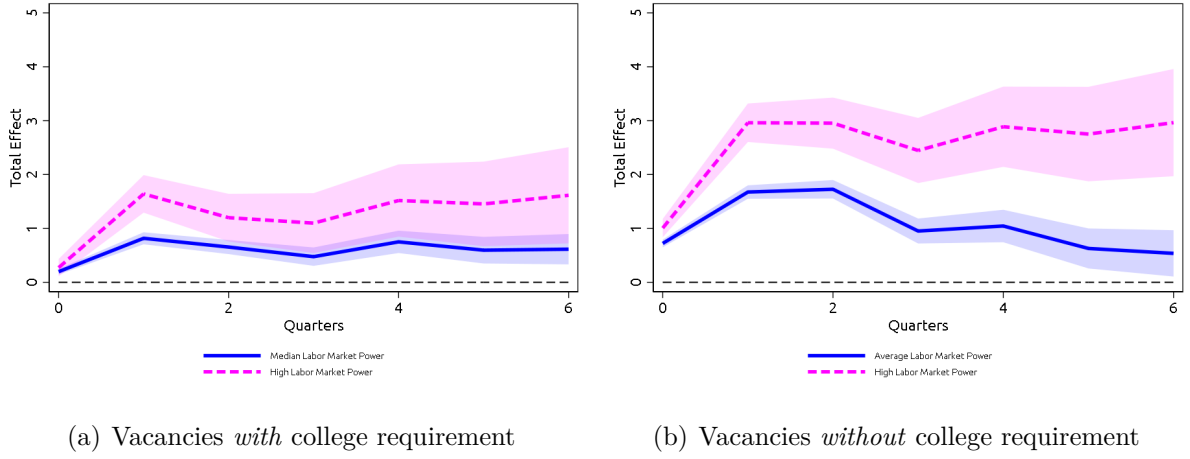 5
4
3
2
1
0
Total Effect
0
2
4
6
Quarters
Median Labor Market Power
High Labor Market Power
(a) Vacancies with college requirement
5
4
3
2
1
0
Total Effect
0
2
4
6
Quarters
Average Labor Market Power
High Labor Market Power
(b) Vacancies without college requirement